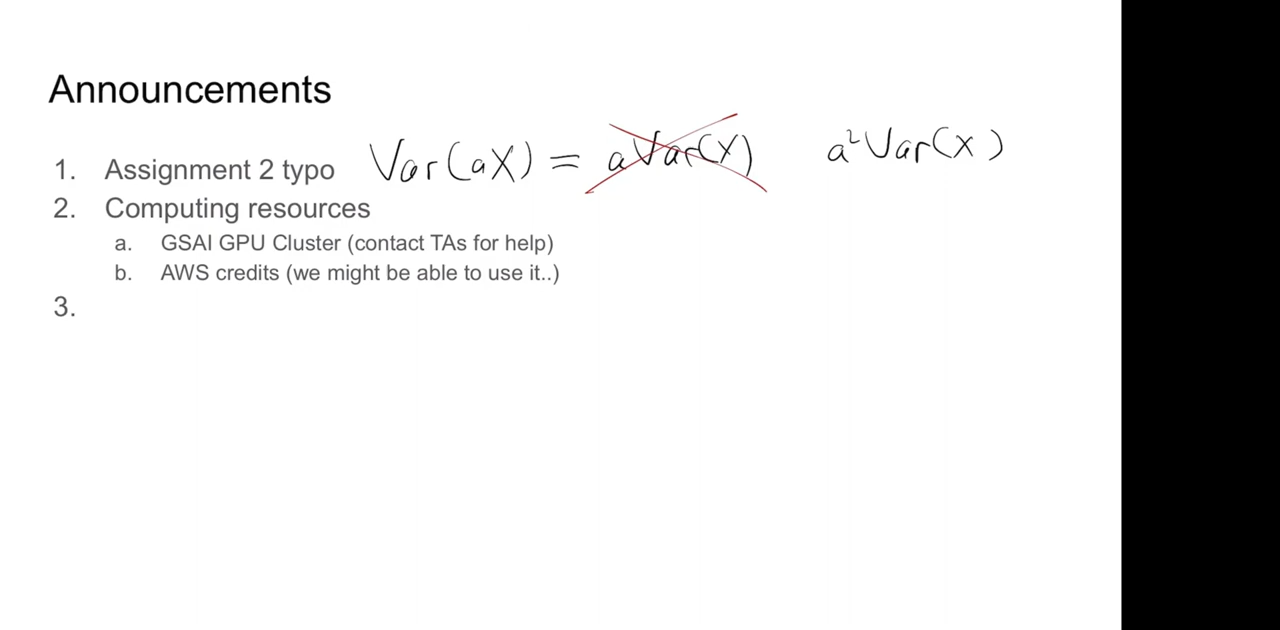 Announcements
1. Assignment 2 typo Var(aX) = aVar(X) a²Var(X)
2. Computing resources
a. GSAI GPU Cluster (contact TAs for help)
b. AWS credits (we might be able to use it..)
3.